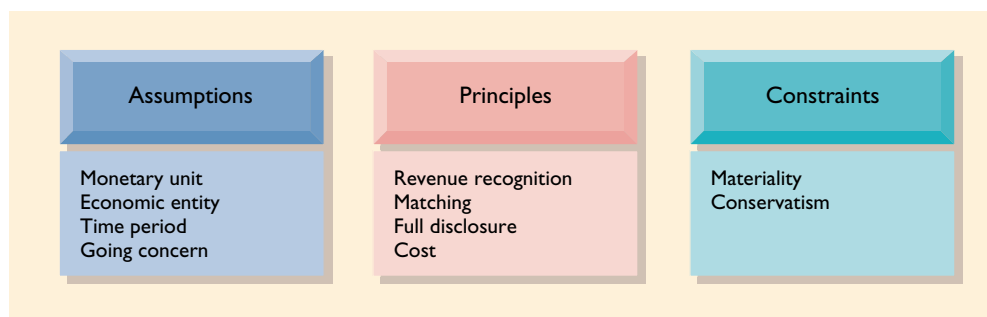 Assumptions
Monetary unit
Economic entity
Time period
Going concern
Principles
Revenue recognition
Matching
Full disclosure
Cost
Constraints
Materiality
Conservatism